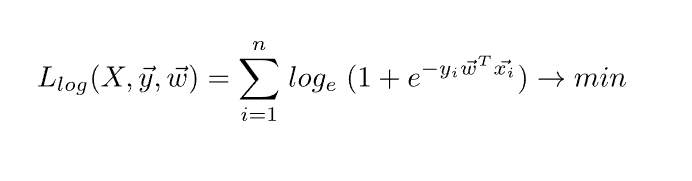 $L_{log}(X, \vec{y}, \vec{w}) = \sum_{i=1}^{n} log_e \ (1 + e^{-y_i \vec{w}^T \vec{x_i}}) \rightarrow min$